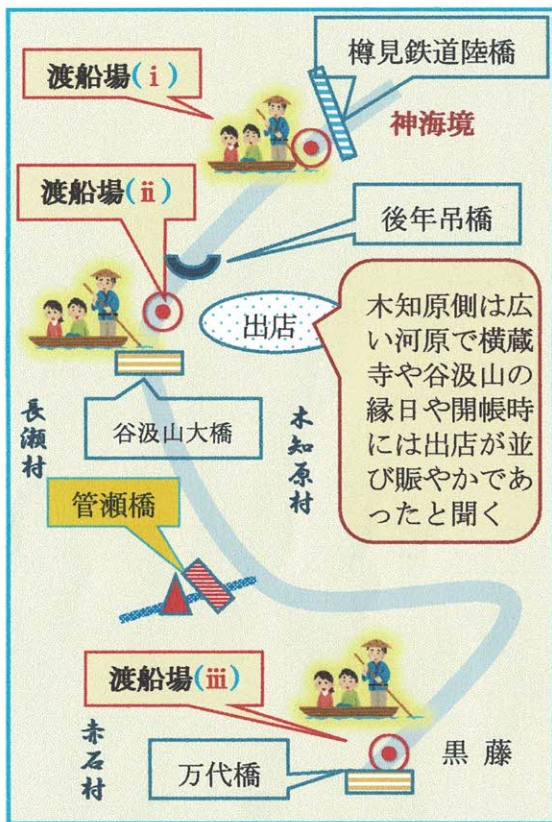 渡船場(ⅰ)
樽見鉄道陸橋
神海境
渡船場(ⅱ)
後年吊橋
出店
木知原側は広
い河原で横蔵
寺や谷汲山の
縁日や開帳時
には出店が並
び賑やかであ
ったと聞く
谷汲山大橋
長瀬村
木知原村
管瀬橋
渡船場(ⅲ)
赤石村
万代橋
黒藤